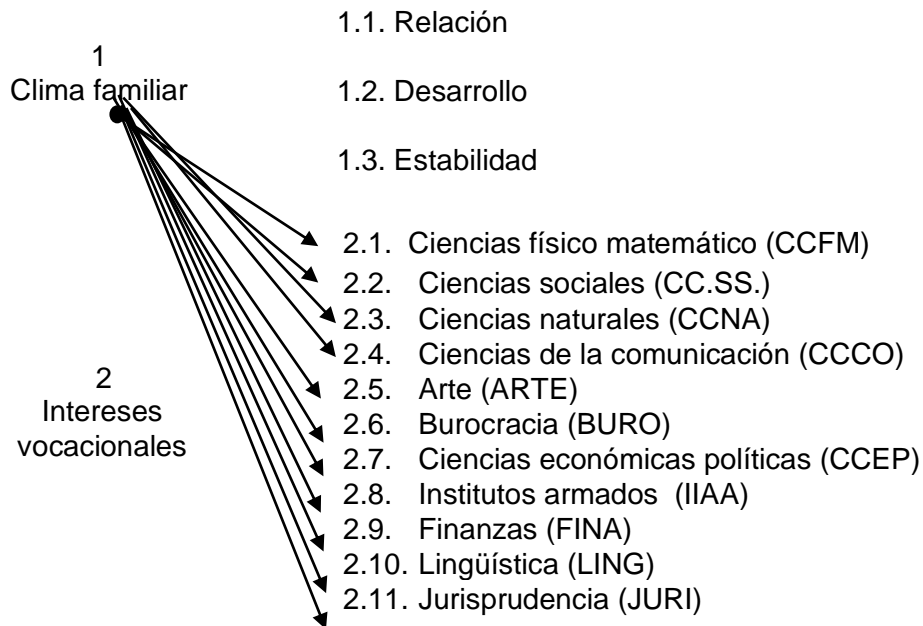 1.1. Relación
1
Clima familiar
1.2. Desarrollo
1.3. Estabilidad
2.1. Ciencias físico matemático (CCFM)
2.2. Ciencias sociales (CC.SS.)
2.3. Ciencias naturales (CCNA)
2.4. Ciencias de la comunicación (CCCO)
2
Intereses
vocacionales
2.5. Arte (ARTE)
2.6. Burocracia (BURO)
2.7. Ciencias económicas políticas (CCEP)
2.8. Institutos armados (IIAA)
2.9. Finanzas (FINA)
2.10. Lingüística (LING)
2.11. Jurisprudencia (JURI)